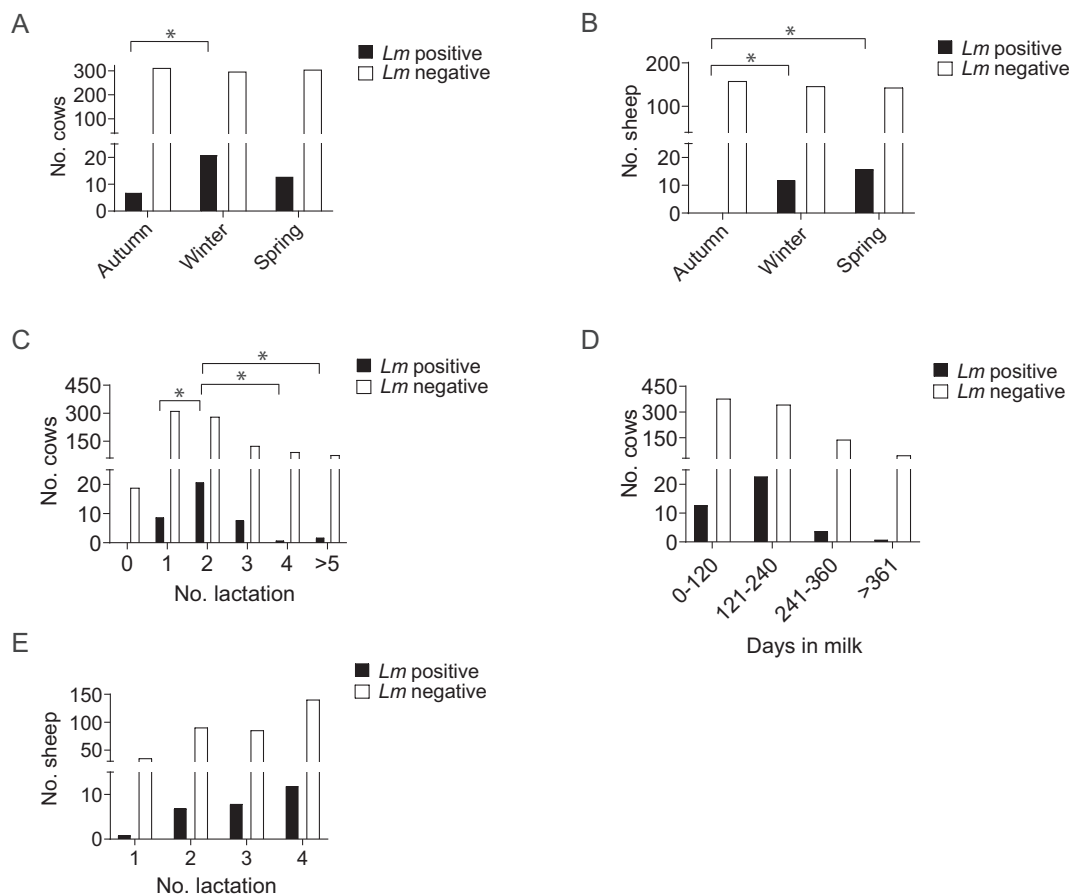 A
*
Lm positive
Lm negative
No. cows
300
200
100
20
10
0
Autumn
Winter
Spring
B
*
*
Lm positive
Lm negative
No. sheep
200
100
20
10
0
Autumn
Winter
Spring
C
*
*
*
Lm positive
Lm negative
No. cows
450
300
150
20
10
0
0 1 2 3 4 >5
No. lactation
D
Lm positive
Lm negative
No. cows
450
300
150
20
10
0
0-120
121-240
241-360
>361
Days in milk
E
Lm positive
Lm negative
No. sheep
150
100
50
10
0
1 2 3 4
No. lactation